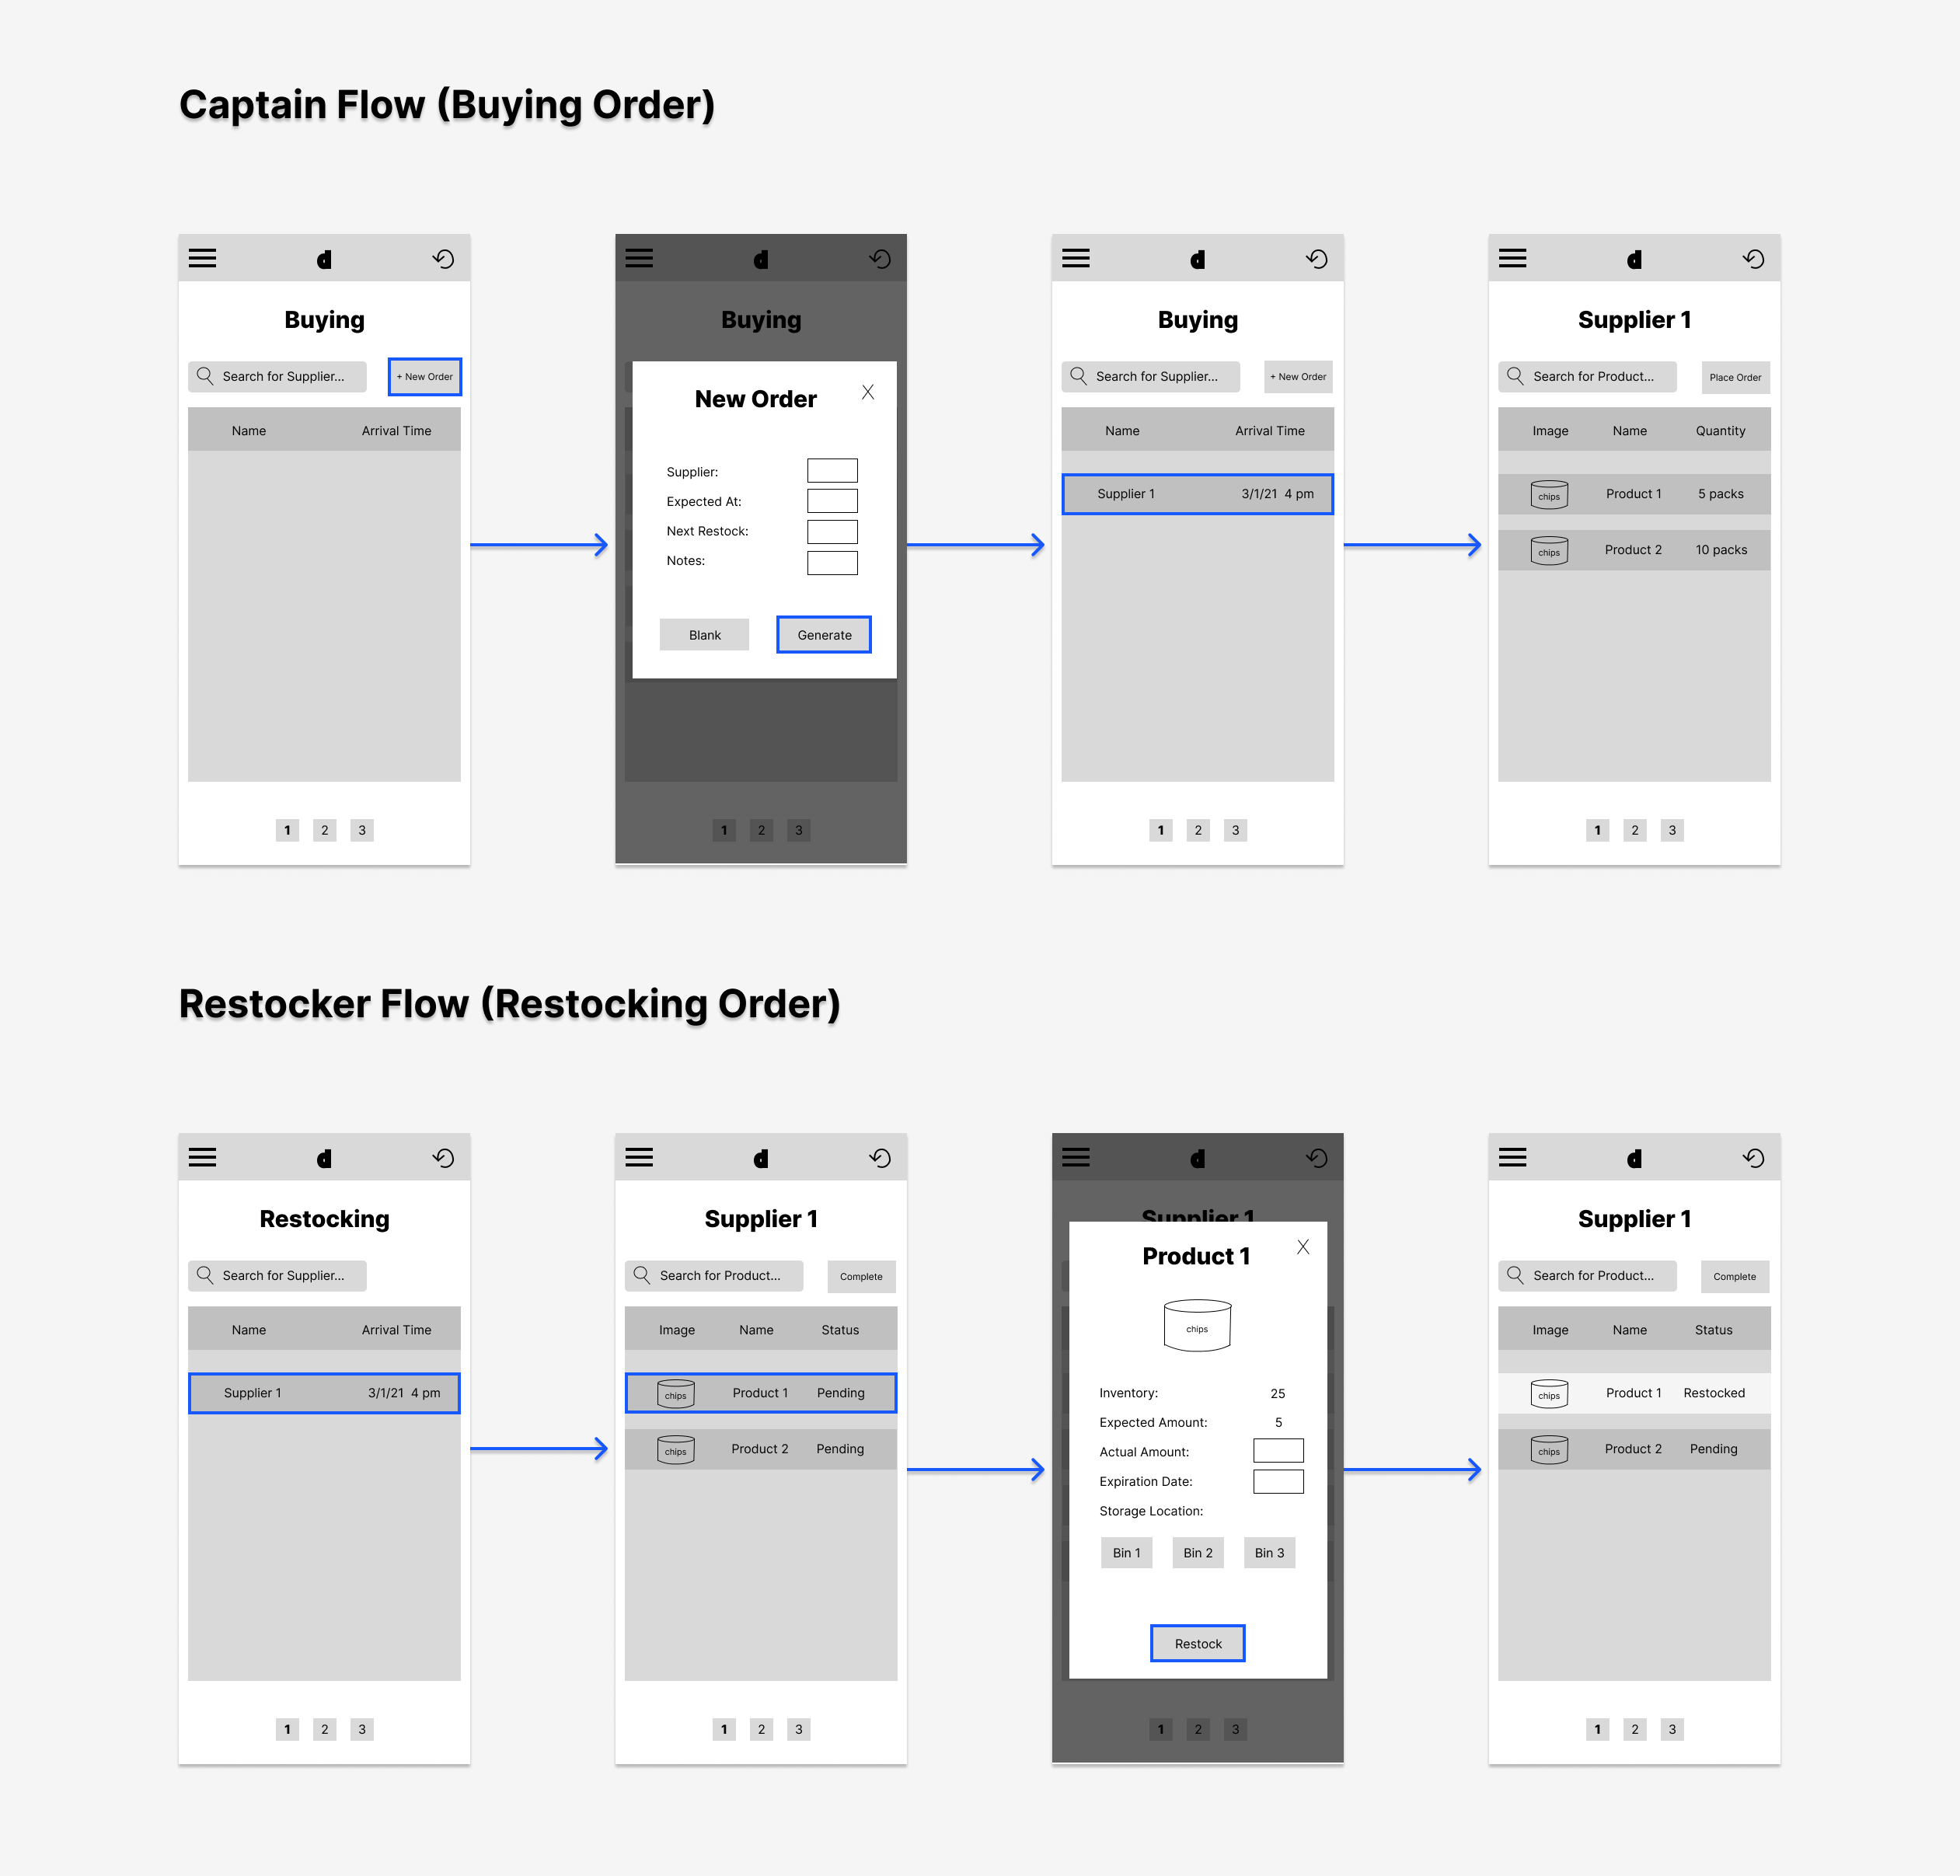 Captain Flow (Buying Order)
d
Buying
Search for Supplier...
+ New Order
Name Arrival Time
1 2 3
d
Buying
New Order X
Supplier:
Expected At:
Next Restock:
Notes:
Blank Generate
1 2 3
d
Buying
Search for Supplier...
+ New Order
Name Arrival Time
Supplier 1 3/1/21 4 pm
1 2 3
d
Supplier 1
Search for Product...
Place Order
Image Name Quantity
chips Product 1 5 packs
chips Product 2 10 packs
1 2 3
Restocker Flow (Restocking Order)
d
Restocking
Search for Supplier...
Name Arrival Time
Supplier 1 3/1/21 4 pm
1 2 3
d
Supplier 1
Search for Product...
Complete
Image Name Status
chips Product 1 Pending
chips Product 2 Pending
1 2 3
d
Supplier 1
Product 1 X
chips
Inventory: 25
Expected Amount: 5
Actual Amount:
Expiration Date:
Storage Location:
Bin 1 Bin 2 Bin 3
Restock
1 2 3
d
Supplier 1
Search for Product...
Complete
Image Name Status
chips Product 1 Restocked
chips Product 2 Pending
1 2 3